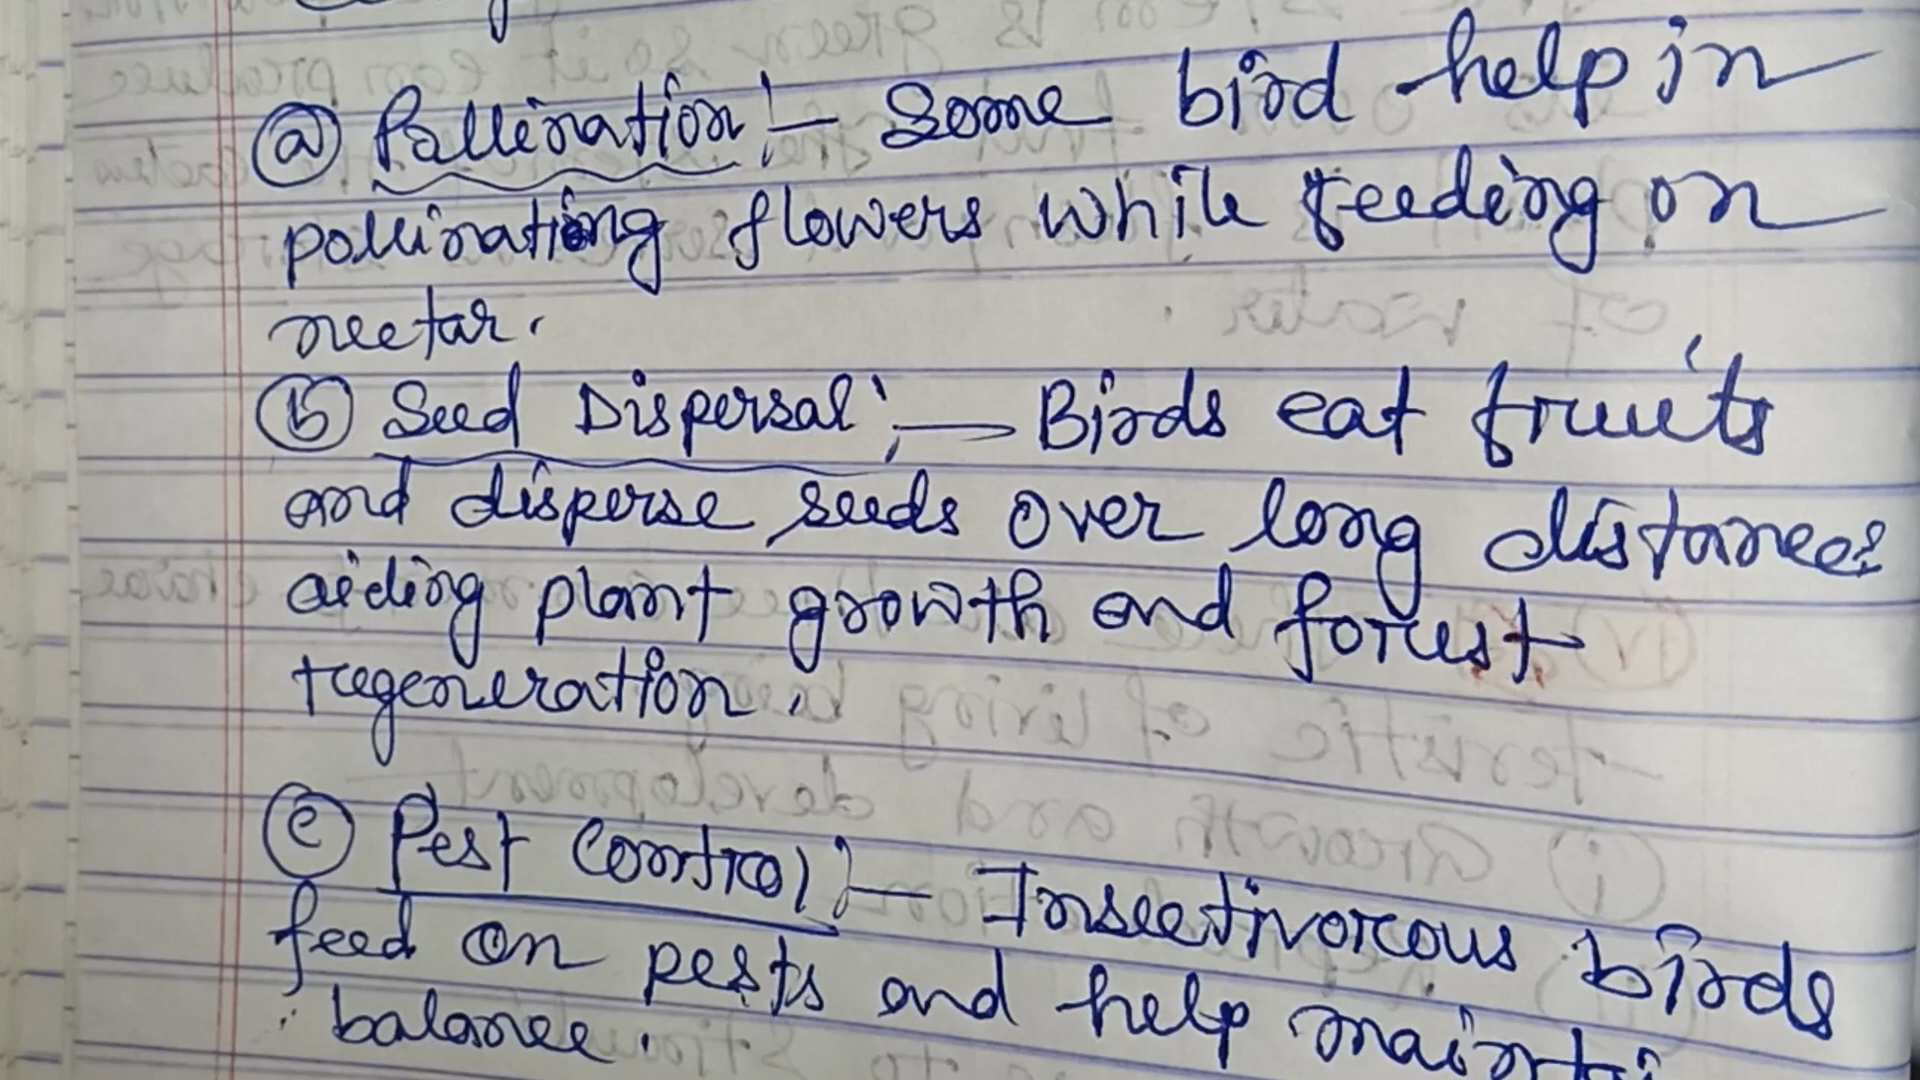 (a) Pollination :- Some bird help in
pollinating flowers while feeding on
nectar.
(b) Seed Dispersal :- Birds eat fruits
and disperse seeds over long distances
aiding plant growth and forest
regeneration.
(c) Pest Control :- Insectivorous birds
feed on pests and help maintai
balance.